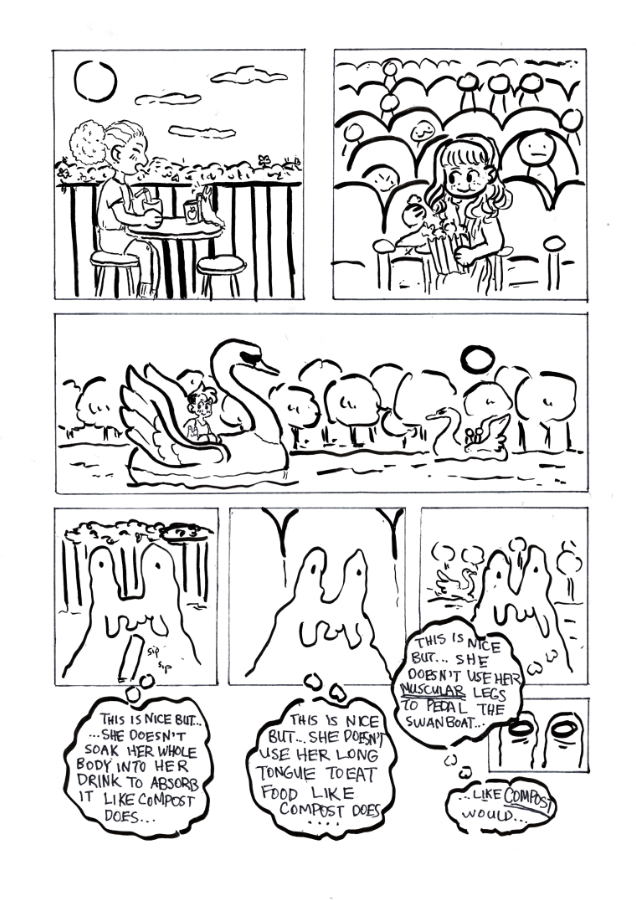 sip
sip
THIS IS NICE BUT...
...SHE DOESN'T
SOAK HER WHOLE
BODY INTO HER
DRINK TO ABSORB
IT LIKE COMPOST
DOES...
THIS IS NICE
BUT... SHE DOESN'T
USE HER LONG
TONGUE TO EAT
FOOD LIKE
COMPOST DOES
....
THIS IS NICE
BUT... SHE
DOESN'T USE HER
MUSCULAR LEGS
TO PEDAL THE
SWANBOAT...
...LIKE COMPOST
WOULD...